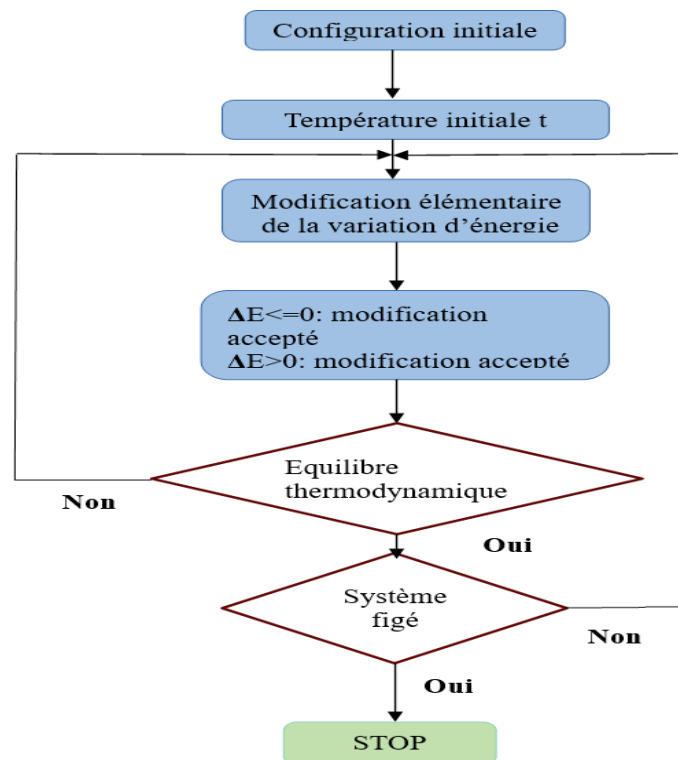 Configuration initiale
Température initiale t
Modification élémentaire
de la variation d'énergie
ΔE<=0: modification
accepté
ΔE>0: modification accepté
Equilibre
thermodynamique
Non
Oui
Système
figé
Non
Oui
STOP